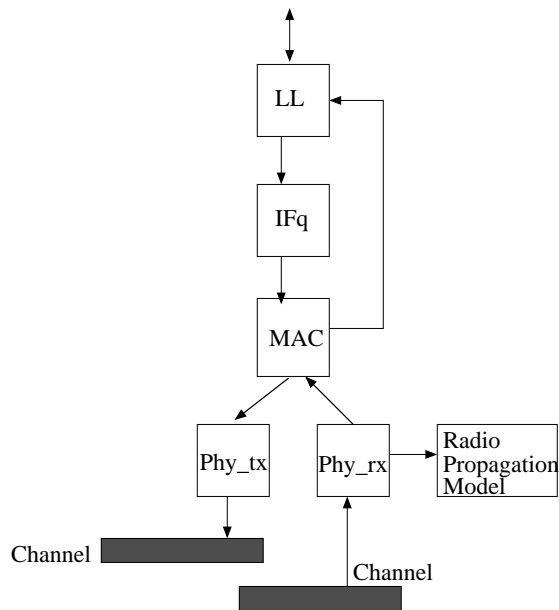 LL
IFq
MAC
Phy_tx
Phy_rx
Radio
Propagation
Model
Channel
Channel